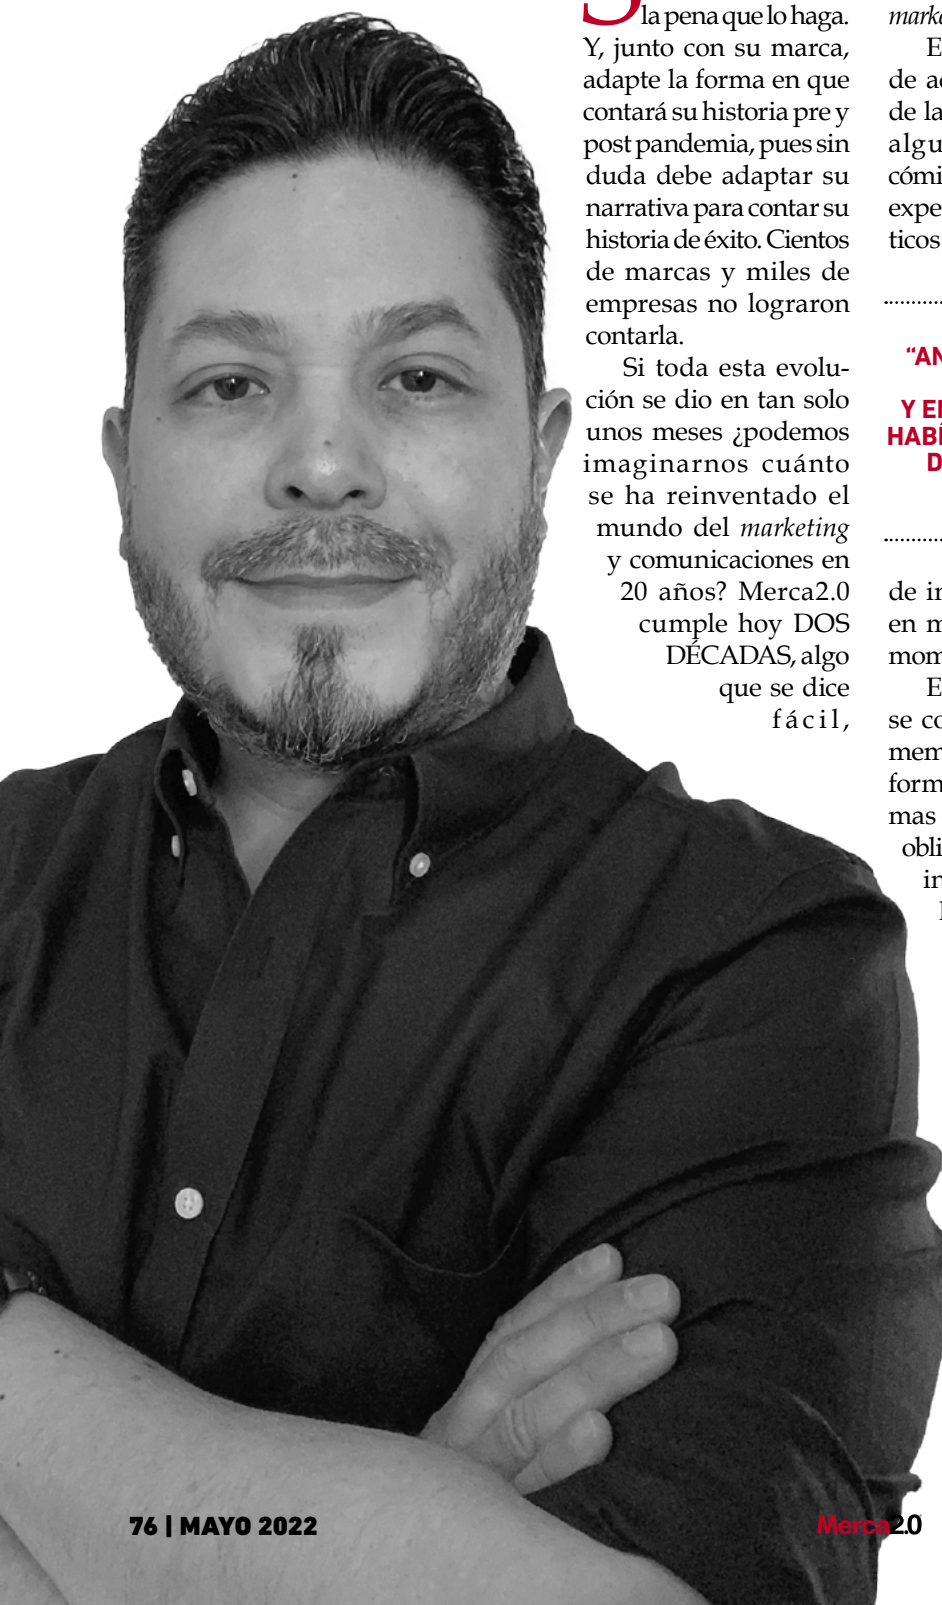 S
la pena que lo haga.
Y, junto con su marca,
adapte la forma en que
contará su historia pre y
post pandemia, pues sin
duda debe adaptar su
narrativa para contar su
historia de éxito. Cientos
de marcas y miles de
empresas no lograron
contarla.
Si toda esta evolu-
ción se dio en tan solo
unos meses ¿podemos
imaginarnos cuánto
se ha reinventado el
mundo del marketing
y comunicaciones en
20 años? Merca2.0
cumple hoy DOS
DÉCADAS, algo
que se dice
fácil,
marke
E
de a
de la
algu
cómi
expe
ticos
“AN
Y E
HABÍ
D
de in
en m
mom
E
se co
mem
form
mas
obli
in
76 | MAYO 2022
Merca2.0